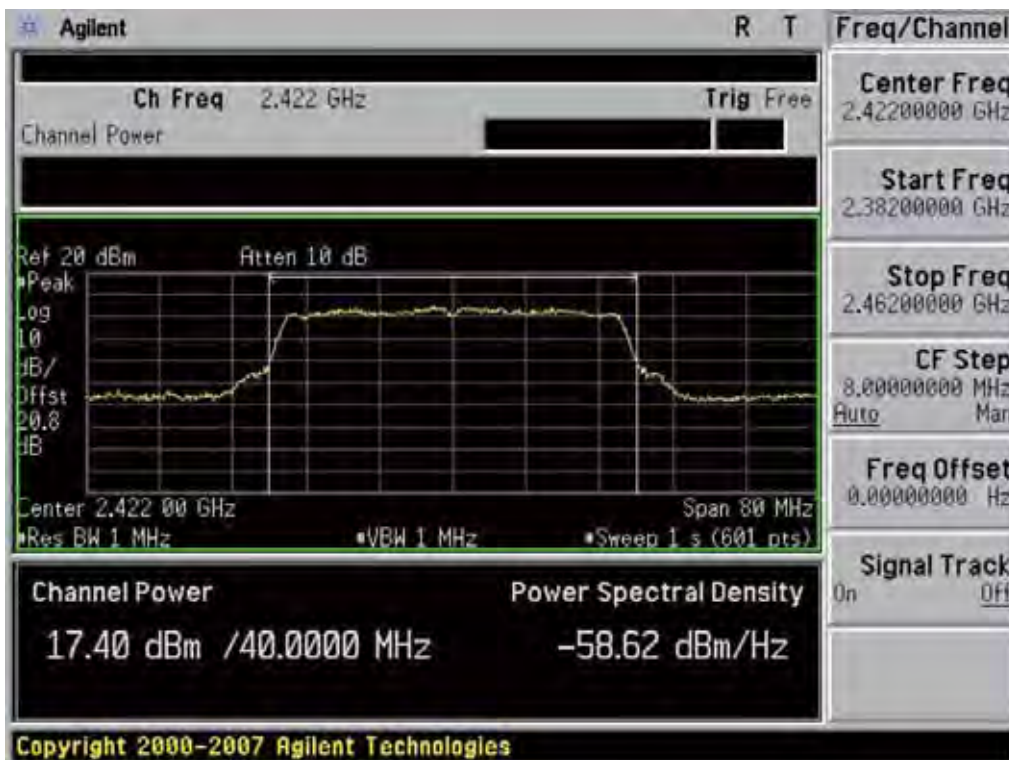 Agilent R T
Freq/Channel
Ch Freq 2.422 GHz Trig Free
Channel Power
Center Freq
2.42200000 GHz
Start Freq
2.38200000 GHz
Stop Freq
2.46200000 GHz
CF Step
8.00000000 MHz
Auto Man
Freq Offset
0.00000000 Hz
Signal Track
On Off
Ref 20 dBm Atten 10 dB
Peak
Log
10
dB/
Offst
20.8
dB
Center 2.422 00 GHz Span 80 MHz
Res BW 1 MHz VBW 1 MHz Sweep 1 s (601 pts)
Channel Power Power Spectral Density
17.40 dBm /40.0000 MHz -58.62 dBm/Hz
Copyright 2000-2007 Agilent Technologies